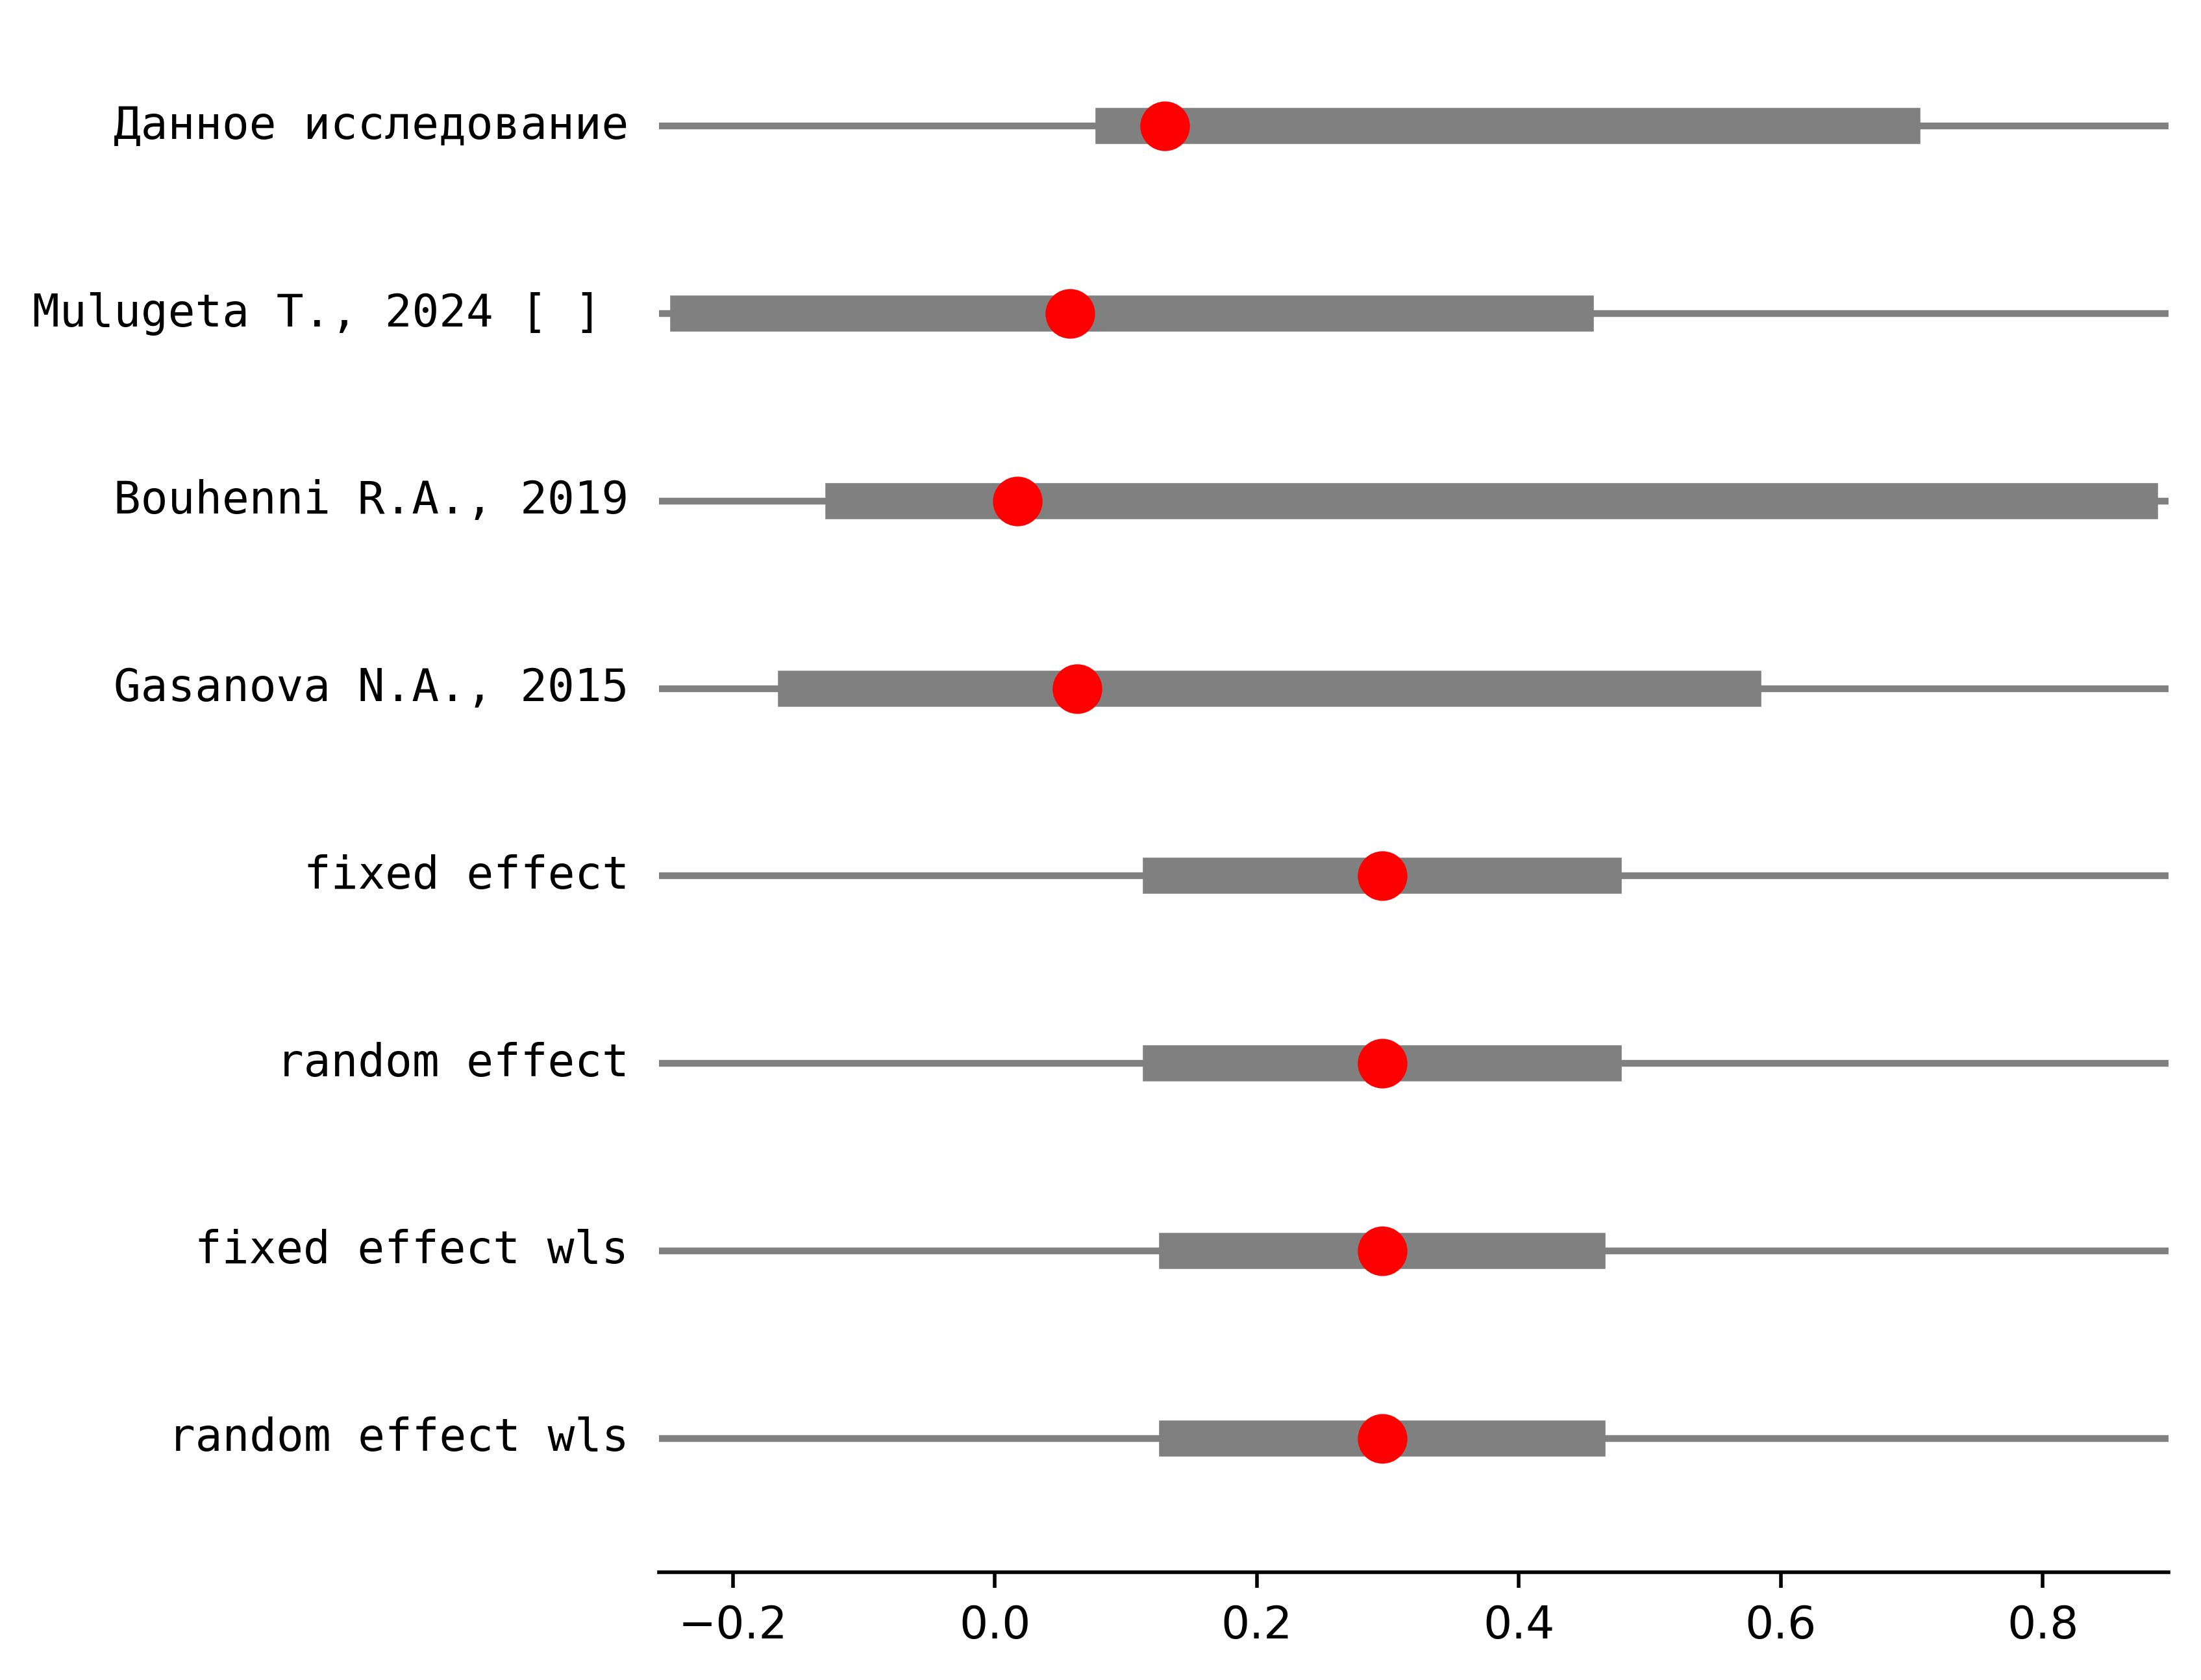 Данное исследование
Mulugeta T., 2024 [ ]
Bouhenni R.A., 2019
Gasanova N.A., 2015
fixed effect
random effect
fixed effect wls
random effect wls
−0.2 0.0 0.2 0.4 0.6 0.8